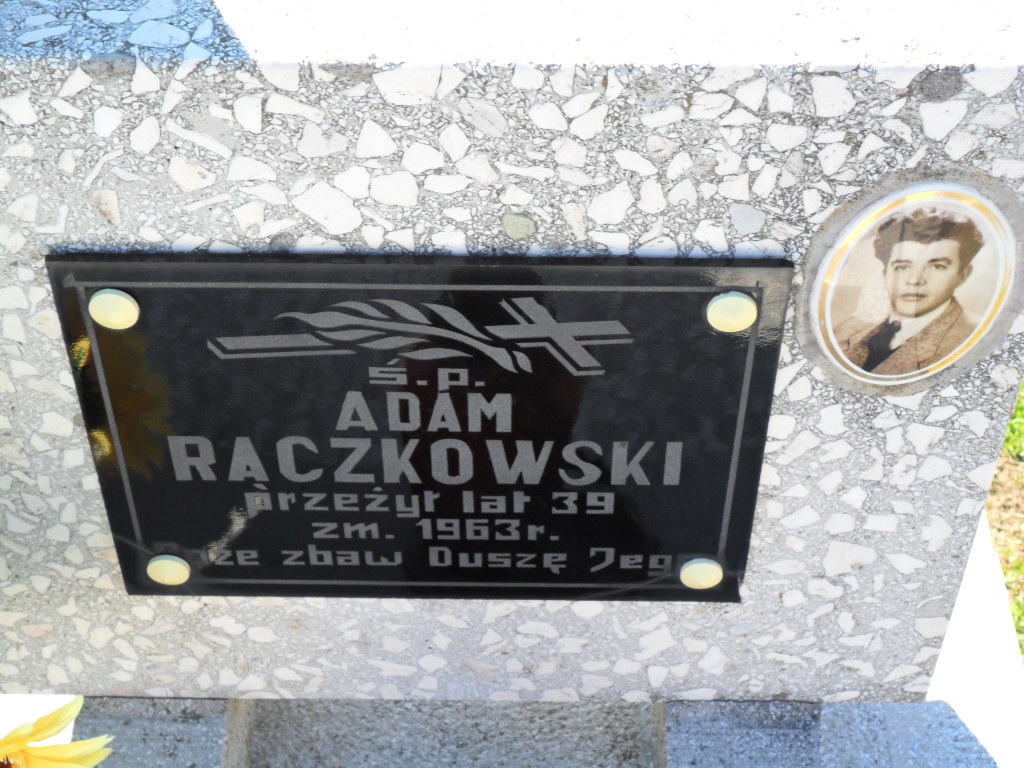 ś.p.
ADAM
RĄCZKOWSKI
przeżył lat 39
zm. 1963r.
zbaw Duszę